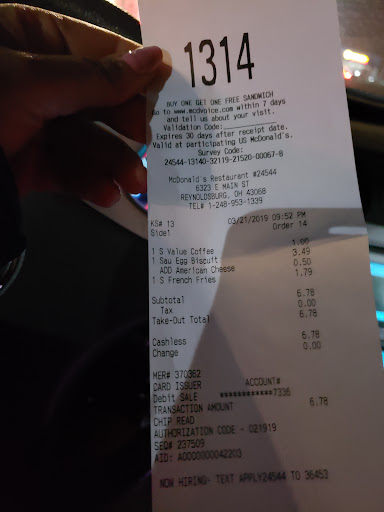 1314
BUY ONE GET ONE FREE SANDWICH
Go to www.mcdvoice.com within 7 days
and tell us about your visit.
Validation Code:____________
Expires 30 days after receipt date.
Valid at participating US McDonald's.
Survey Code:
24544-13140-32119-21520-00067-8
McDonald's Restaurant #24544
6323 E MAIN ST
REYNOLDSBURG, OH 43068
TEL# 1-248-953-1339
KS# 13 03/21/2019 09:52 PM
Side1 Order 14
1 S Value Coffee 1.00
1 Sau Egg Biscuit 3.49
ADD American Cheese 0.50
1 S French Fries 1.79
Subtotal 6.78
Tax 0.00
Take-Out Total 6.78
Cashless 6.78
Change 0.00
MER# 370362
CARD ISSUER ACCOUNT#
Debit SALE ************7336
TRANSACTION AMOUNT 6.78
CHIP READ
AUTHORIZATION CODE - 021919
SEQ# 237509
AID: A0000000042203
NOW HIRING- TEXT APPLY24544 TO 36453